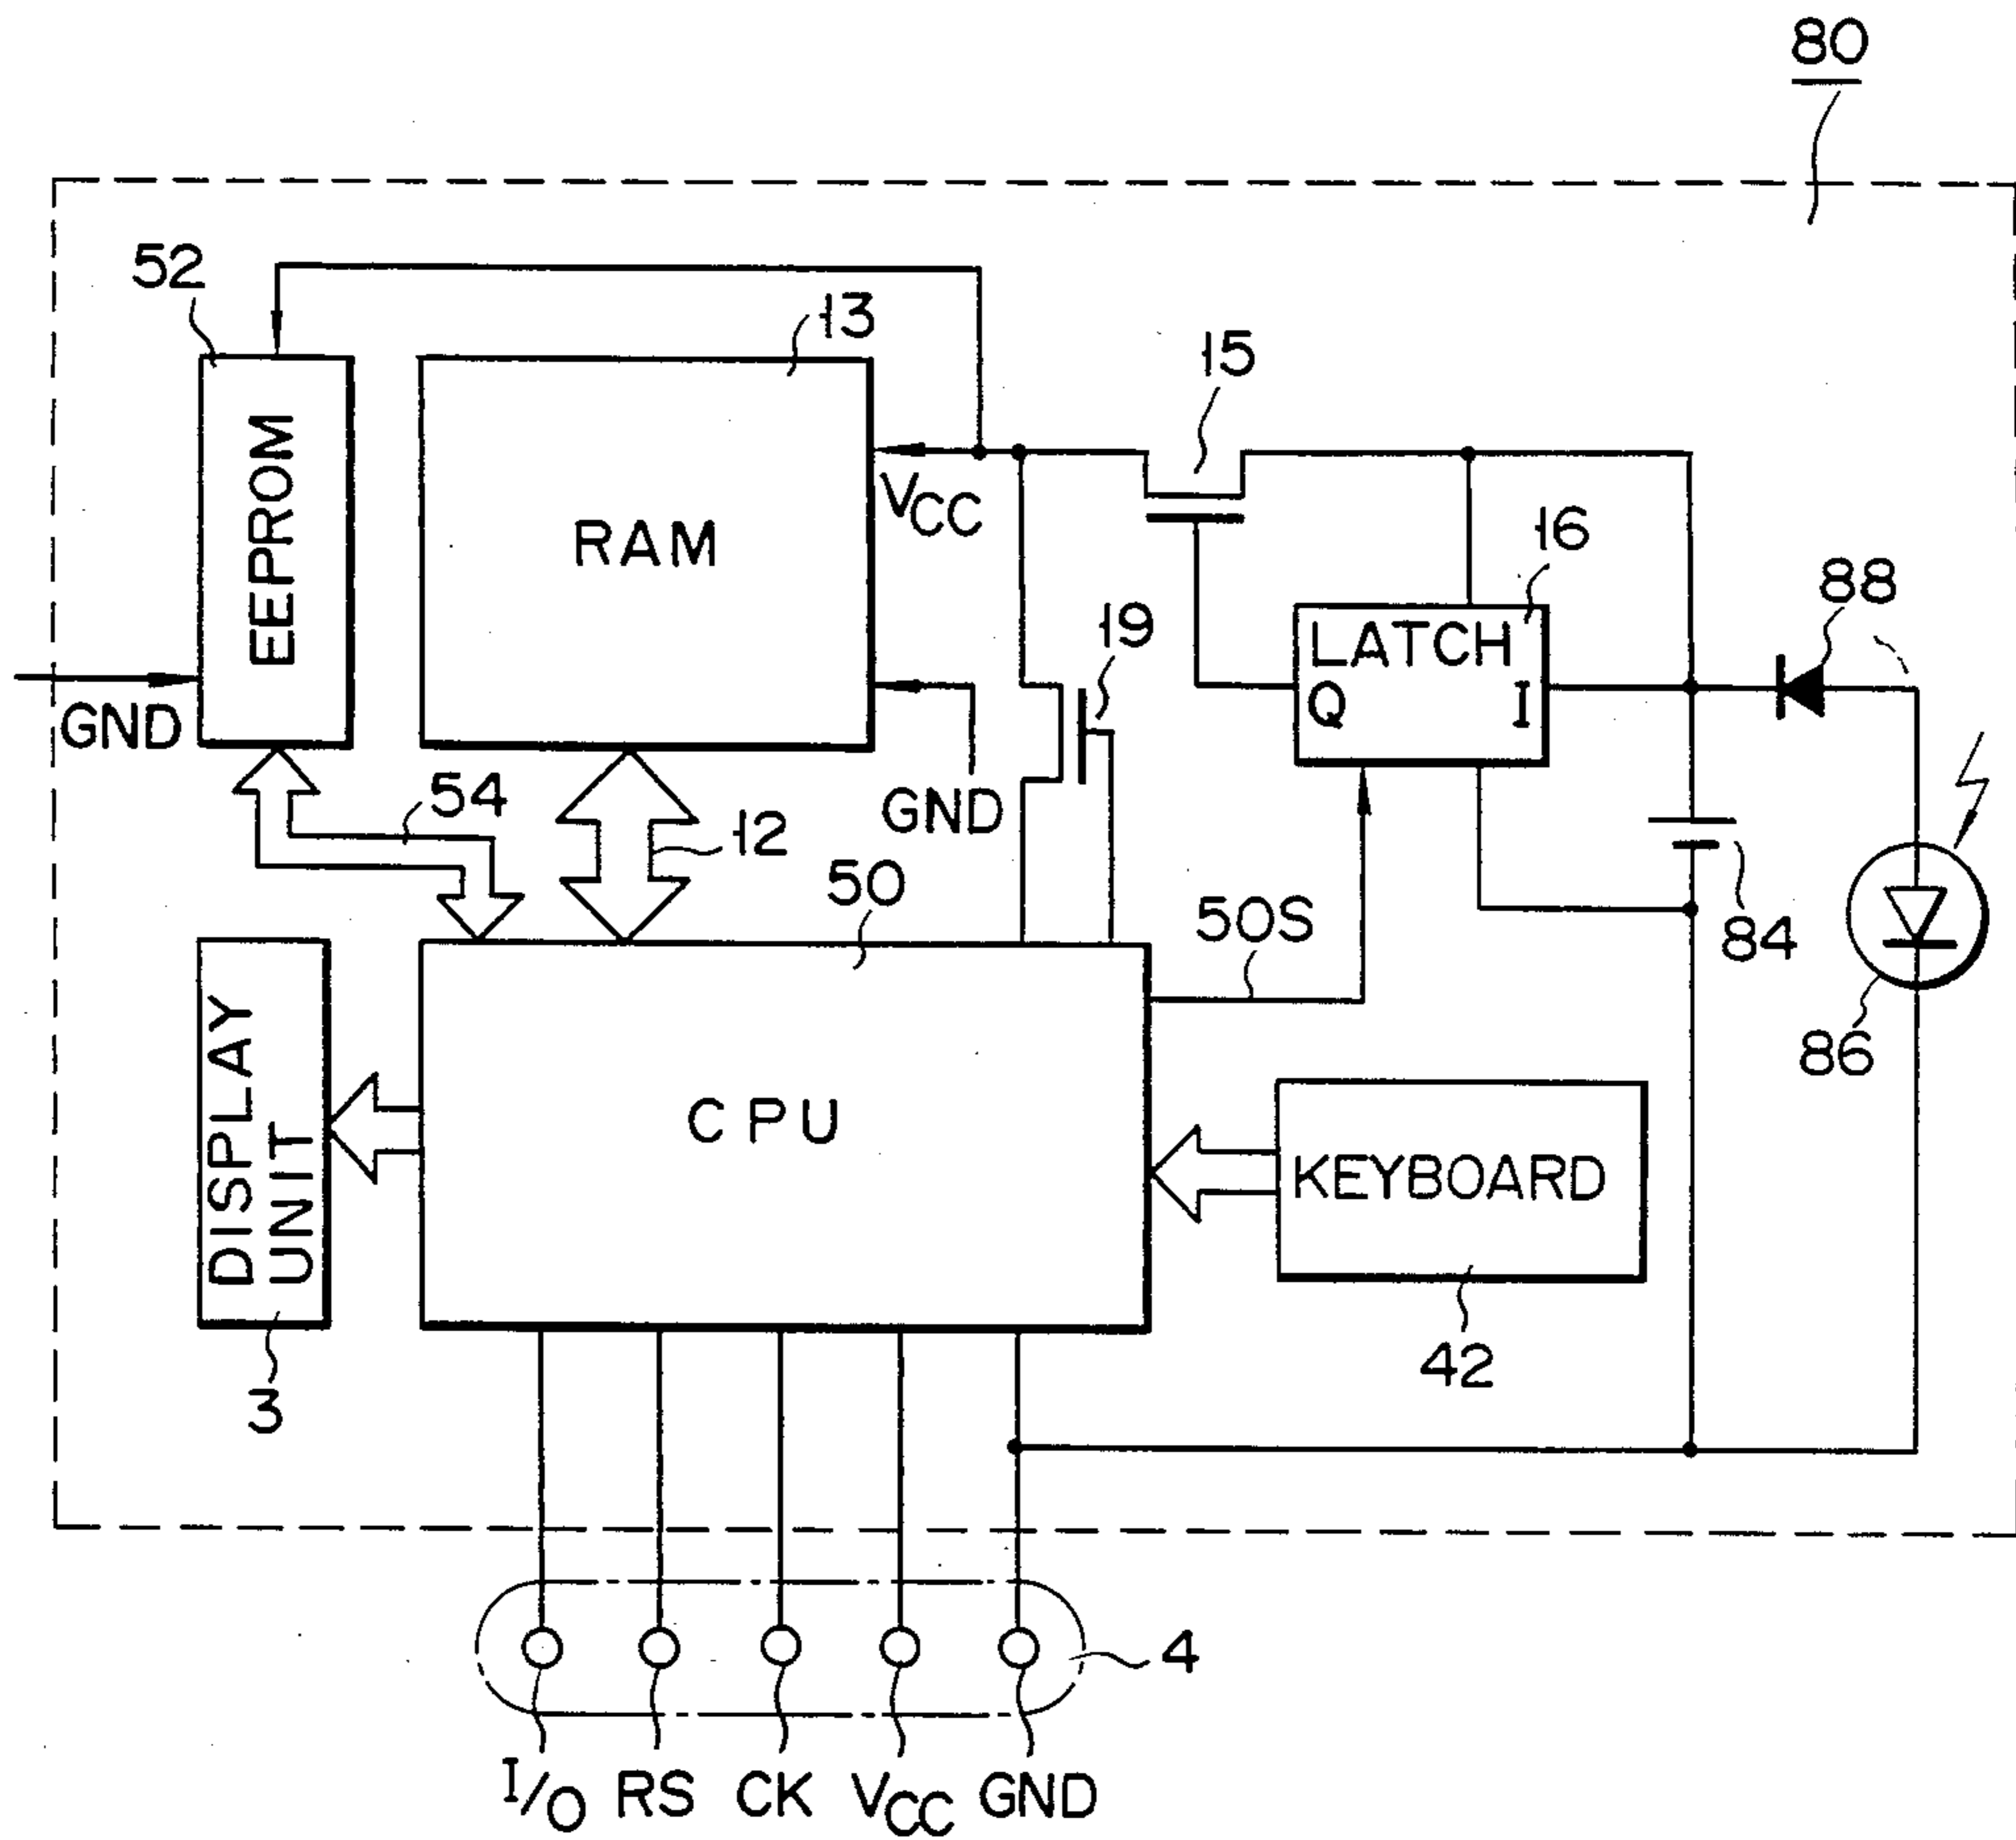 80
52
13
15
EEPROM
RAM
VCC
16
88
LATCH
Q I
19
GND
54
12
GND
50
50S
84
86
DISPLAY
UNIT
CPU
KEYBOARD
3
42
4
I/O RS CK VCC GND